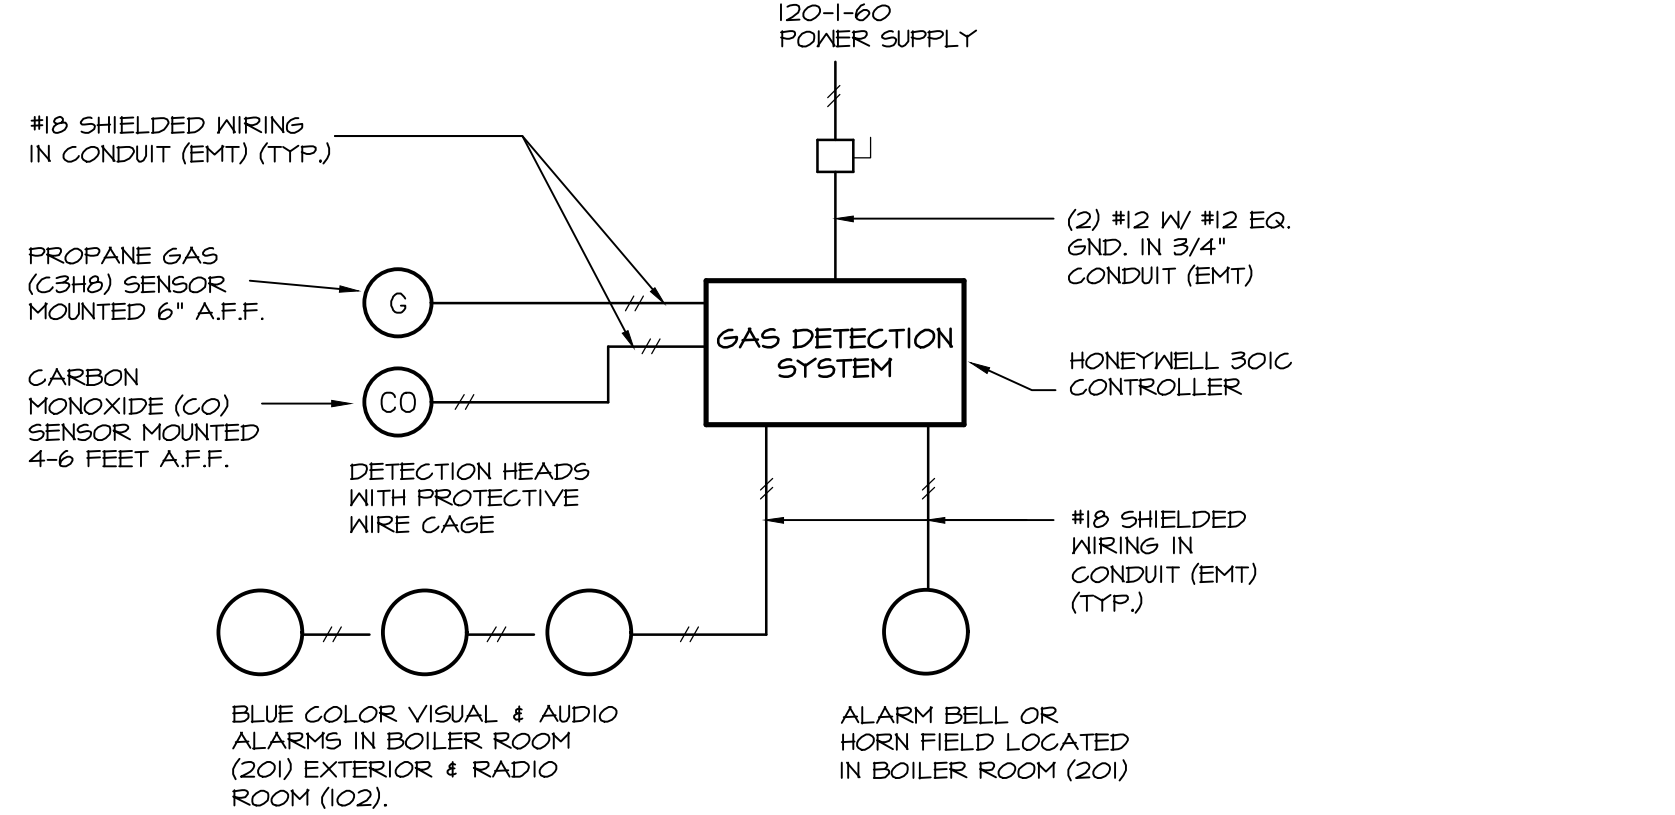 120-1-60
POWER SUPPLY
#18 SHIELDED WIRING
IN CONDUIT (EMT) (TYP.)
(2) #12 W/ #12 EQ.
GND. IN 3/4"
CONDUIT (EMT)
PROPANE GAS
(C3H8) SENSOR
MOUNTED 6" A.F.F.
G
GAS DETECTION
SYSTEM
HONEYWELL 301C
CONTROLLER
CARBON
MONOXIDE (CO)
SENSOR MOUNTED
4-6 FEET A.F.F.
CO
DETECTION HEADS
WITH PROTECTIVE
WIRE CAGE
#18 SHIELDED
WIRING IN
CONDUIT (EMT)
(TYP.)
BLUE COLOR VISUAL & AUDIO
ALARMS IN BOILER ROOM
(201) EXTERIOR & RADIO
ROOM (102).
ALARM BELL OR
HORN FIELD LOCATED
IN BOILER ROOM (201)